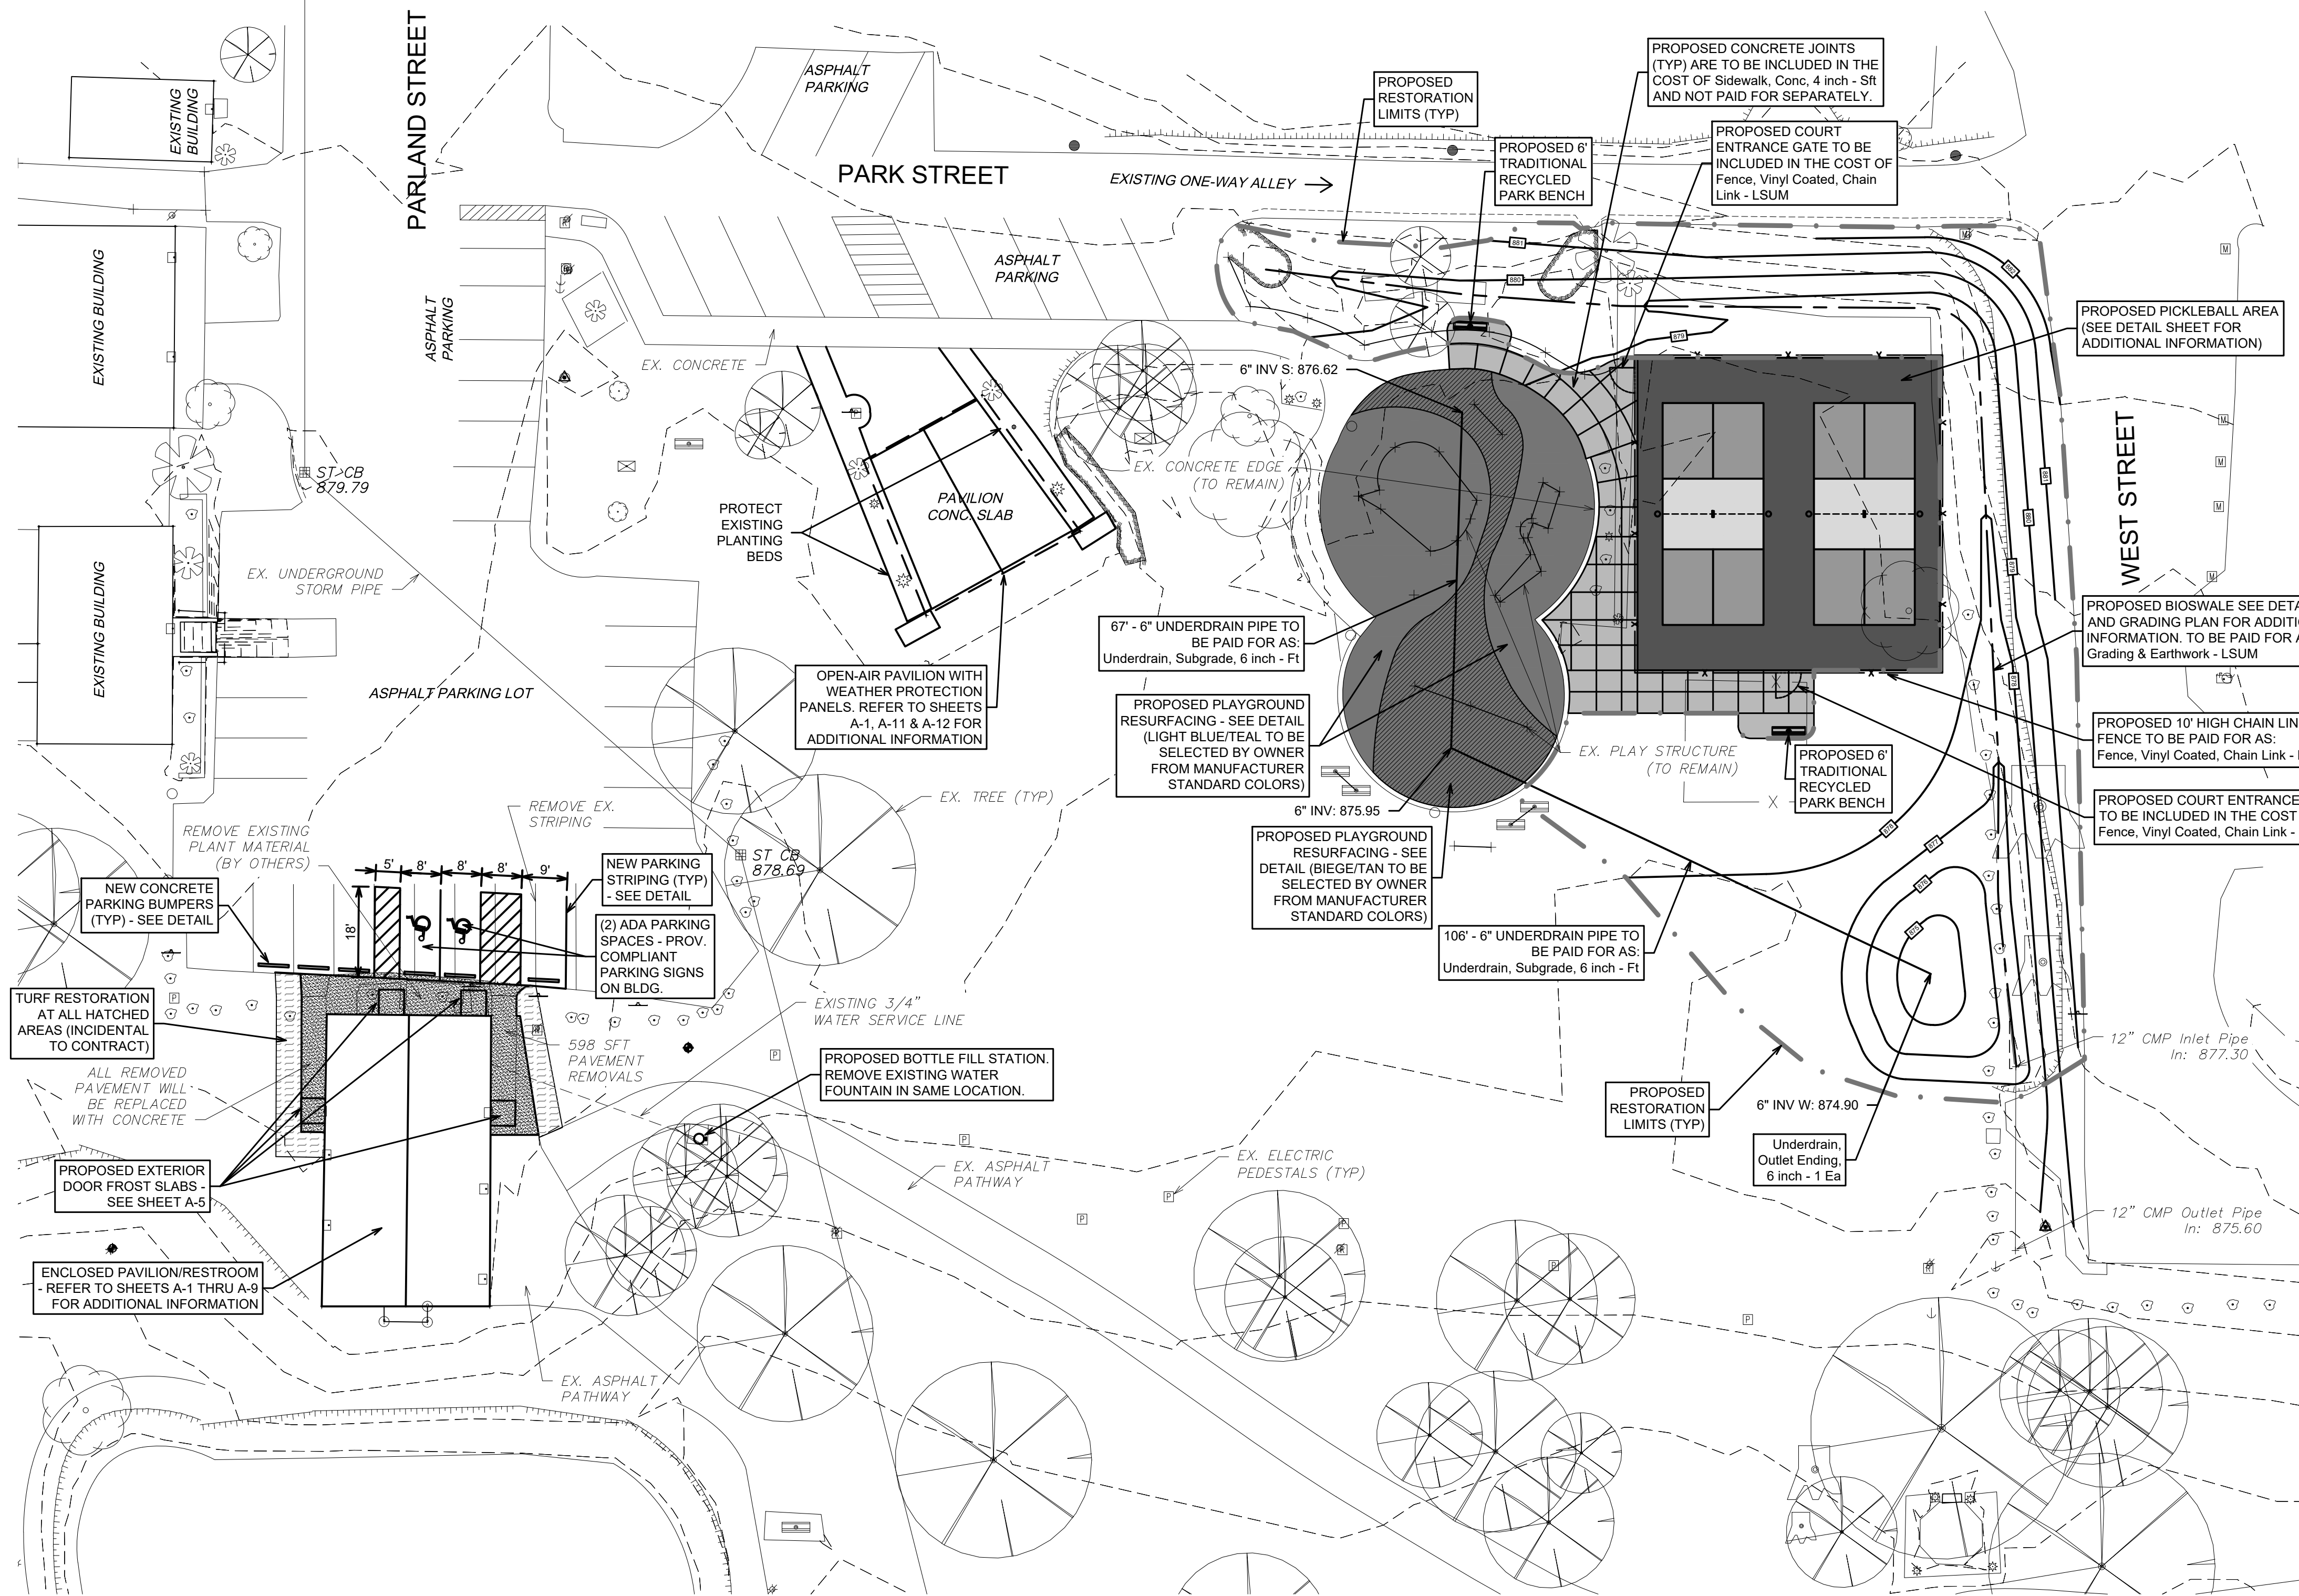 PARLAND STREET
EXISTING
BUILDING
ASPHALT
PARKING
PARK STREET
EXISTING ONE-WAY ALLEY
PROPOSED
RESTORATION
LIMITS (TYP)
PROPOSED 6'
TRADITIONAL
RECYCLED
PARK BENCH
PROPOSED CONCRETE JOINTS
(TYP) ARE TO BE INCLUDED IN THE
COST OF Sidewalk, Conc, 4 inch - Sft
AND NOT PAID FOR SEPARATELY.
PROPOSED COURT
ENTRANCE GATE TO BE
INCLUDED IN THE COST OF
Fence, Vinyl Coated, Chain
Link - LSUM
EXISTING BUILDING
ASPHALT
PARKING
ASPHALT
PARKING
881
880
879
882
PROPOSED PICKLEBALL AREA
(SEE DETAIL SHEET FOR
ADDITIONAL INFORMATION)
EX. CONCRETE
6" INV S: 876.62
ST CB
879.79
EX. CONCRETE EDGE
(TO REMAIN)
PAVILION
CONC. SLAB
PROTECT
EXISTING
PLANTING
BEDS
881
880
879
878
WEST STREET
EXISTING BUILDING
EX. UNDERGROUND
STORM PIPE
67' - 6" UNDERDRAIN PIPE TO
BE PAID FOR AS:
Underdrain, Subgrade, 6 inch - Ft
PROPOSED BIOSWALE SEE DETA
AND GRADING PLAN FOR ADDITIO
INFORMATION. TO BE PAID FOR A
Grading & Earthwork - LSUM
ASPHALT PARKING LOT
OPEN-AIR PAVILION WITH
WEATHER PROTECTION
PANELS. REFER TO SHEETS
A-1, A-11 & A-12 FOR
ADDITIONAL INFORMATION
PROPOSED PLAYGROUND
RESURFACING - SEE DETAIL
(LIGHT BLUE/TEAL TO BE
SELECTED BY OWNER
FROM MANUFACTURER
STANDARD COLORS)
EX. PLAY STRUCTURE
(TO REMAIN)
PROPOSED 6'
TRADITIONAL
RECYCLED
PARK BENCH
PROPOSED 10' HIGH CHAIN LIN
FENCE TO BE PAID FOR AS:
Fence, Vinyl Coated, Chain Link -
PROPOSED COURT ENTRANCE
TO BE INCLUDED IN THE COST
Fence, Vinyl Coated, Chain Link -
EX. TREE (TYP)
6" INV: 875.95
REMOVE EX.
STRIPING
REMOVE EXISTING
PLANT MATERIAL
(BY OTHERS)
ST CB
878.69
PROPOSED PLAYGROUND
RESURFACING - SEE
DETAIL (BIEGE/TAN TO BE
SELECTED BY OWNER
FROM MANUFACTURER
STANDARD COLORS)
878
877
876
875
NEW CONCRETE
PARKING BUMPERS
(TYP) - SEE DETAIL
5' 8' 8' 8' 9'
18'
NEW PARKING
STRIPING (TYP)
- SEE DETAIL
(2) ADA PARKING
SPACES - PROV.
COMPLIANT
PARKING SIGNS
ON BLDG.
106' - 6" UNDERDRAIN PIPE TO
BE PAID FOR AS:
Underdrain, Subgrade, 6 inch - Ft
TURF RESTORATION
AT ALL HATCHED
AREAS (INCIDENTAL
TO CONTRACT)
EXISTING 3/4"
WATER SERVICE LINE
598 SFT
PAVEMENT
REMOVALS
ALL REMOVED
PAVEMENT WILL
BE REPLACED
WITH CONCRETE
PROPOSED BOTTLE FILL STATION.
REMOVE EXISTING WATER
FOUNTAIN IN SAME LOCATION.
12" CMP Inlet Pipe
In: 877.30
PROPOSED
RESTORATION
LIMITS (TYP)
6" INV W: 874.90
Underdrain,
Outlet Ending,
6 inch - 1 Ea
PROPOSED EXTERIOR
DOOR FROST SLABS -
SEE SHEET A-5
EX. ASPHALT
PATHWAY
EX. ELECTRIC
PEDESTALS (TYP)
12" CMP Outlet Pipe
In: 875.60
ENCLOSED PAVILION/RESTROOM
- REFER TO SHEETS A-1 THRU A-9
FOR ADDITIONAL INFORMATION
EX. ASPHALT
PATHWAY